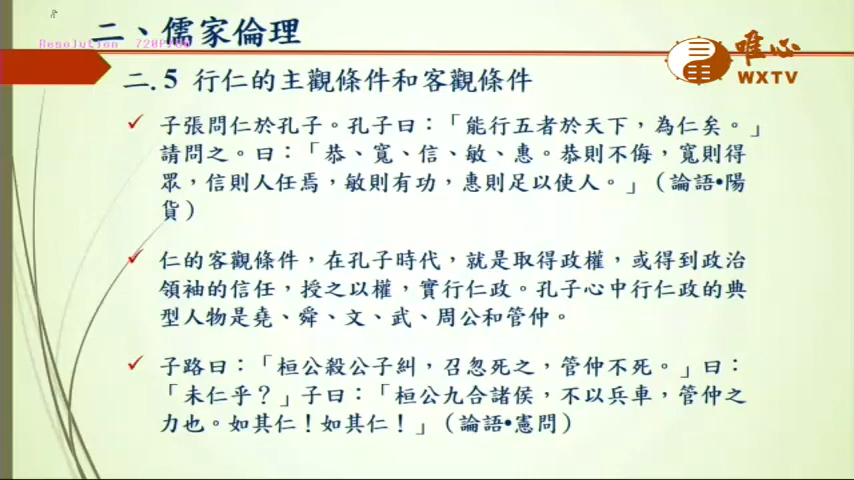 二、儒家倫理
Resolution 720P/60
唯心
WXTV
二.5 行仁的主觀條件和客觀條件
✓ 子張問仁於孔子。孔子曰：「能行五者於天下，為仁矣。」
請問之。曰：「恭、寬、信、敏、惠。恭則不侮，寬則得
眾，信則人任焉，敏則有功，惠則足以使人。」（論語•陽
貨）
✓ 仁的客觀條件，在孔子時代，就是取得政權，或得到政治
領袖的信任，授之以權，實行仁政。孔子心中行仁政的典
型人物是堯、舜、文、武、周公和管仲。
✓ 子路曰：「桓公殺公子糾，召忽死之，管仲不死。」曰：
「未仁乎？」子曰：「桓公九合諸侯，不以兵車，管仲之
力也。如其仁！如其仁！」（論語•憲問）